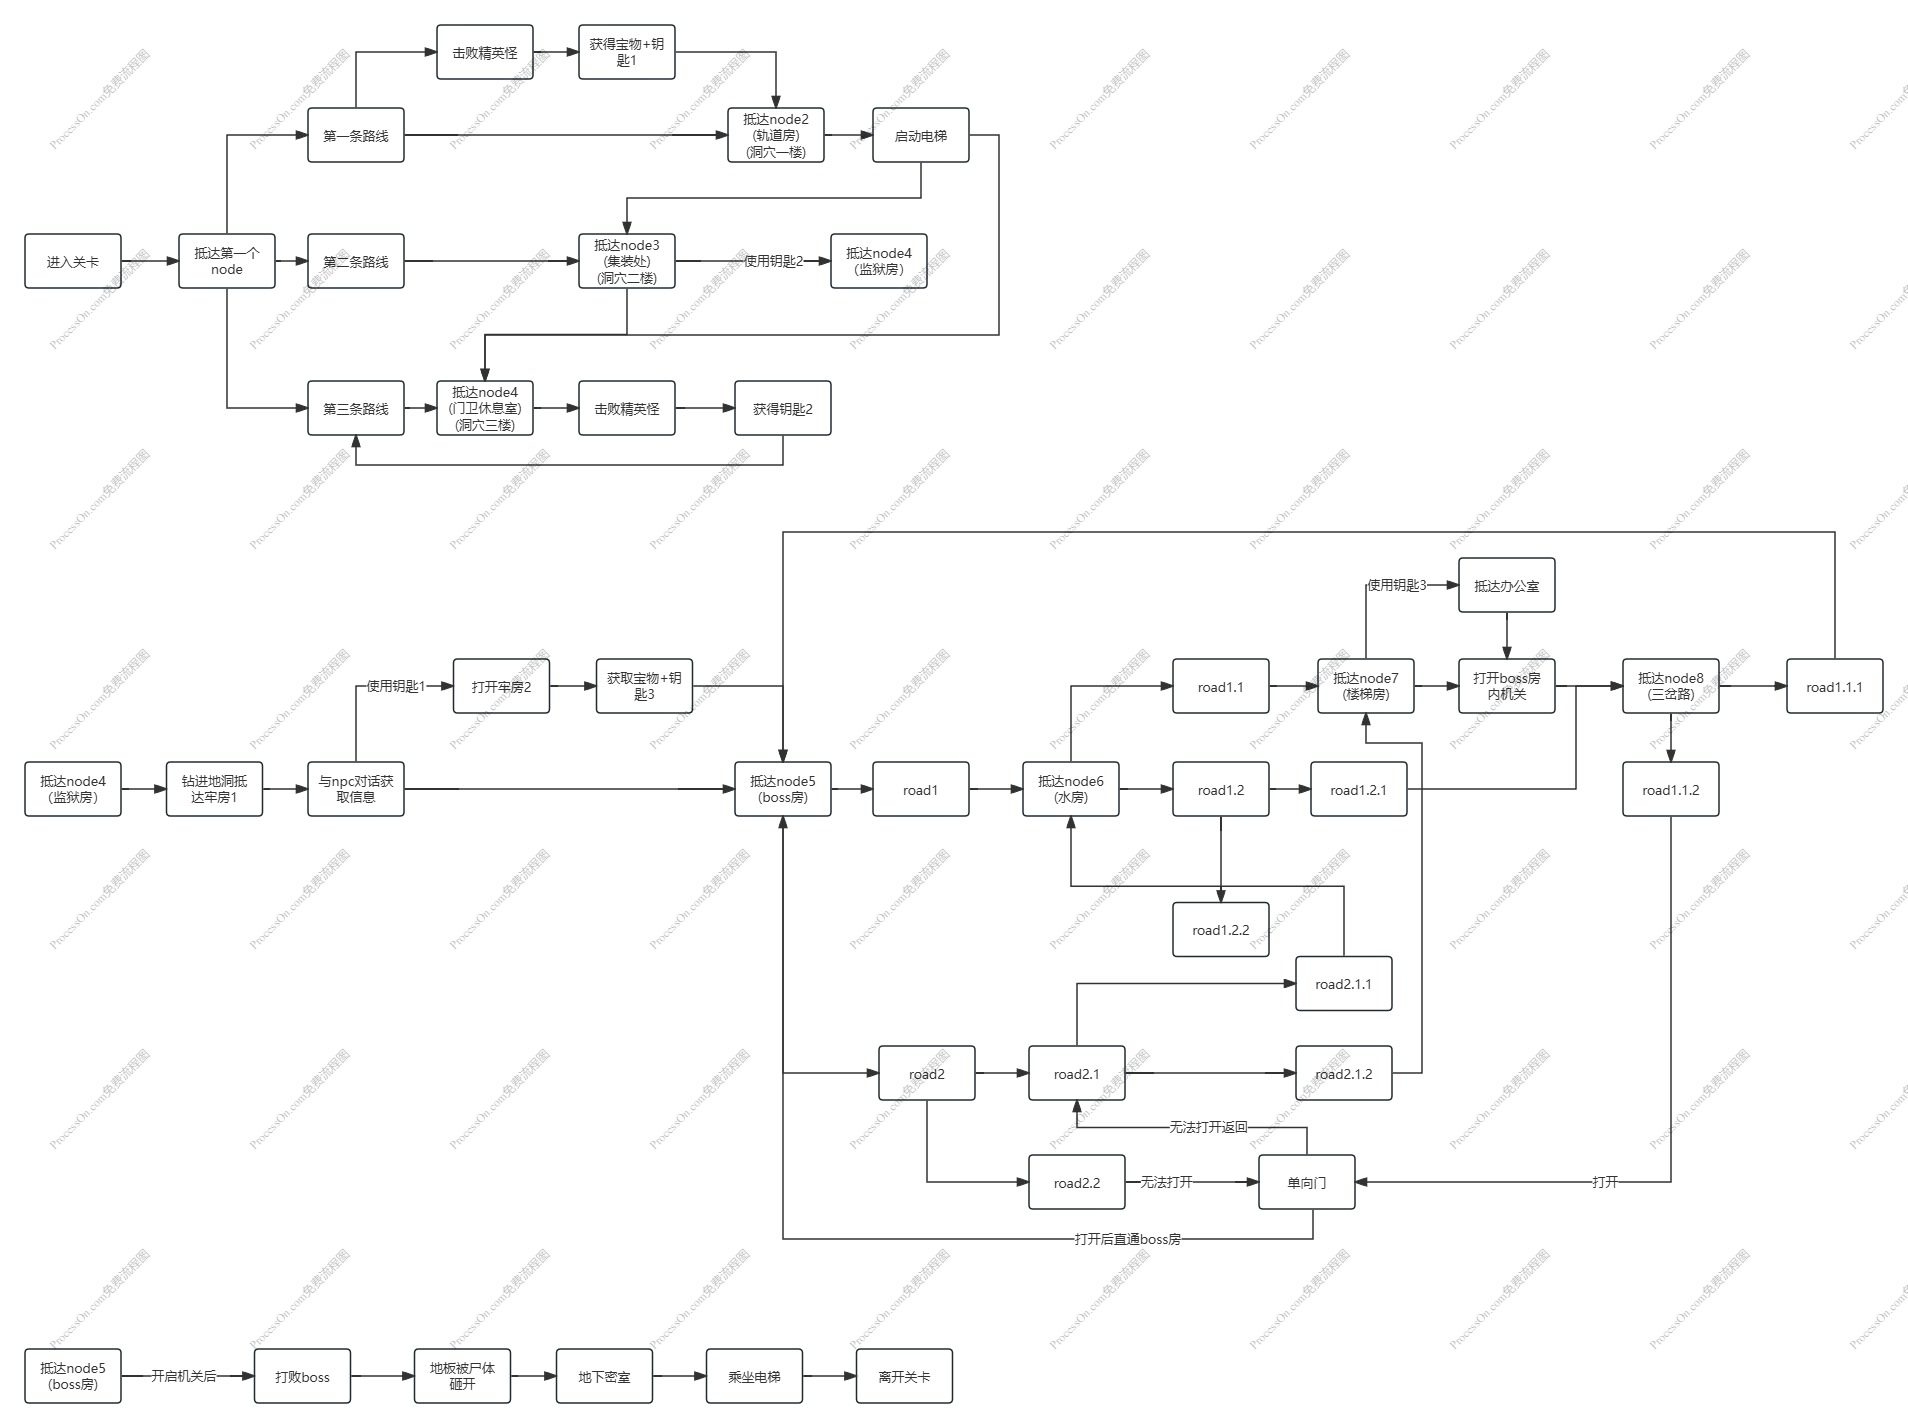 击败精英怪
获得宝物+钥
匙1
第一条路线
抵达node2
(轨道房)
(洞穴一楼)
启动电梯
进入关卡
抵达第一个
node
第二条路线
抵达node3
(集装处)
(洞穴二楼)
使用钥匙2
抵达node4
（监狱房）
第三条路线
抵达node4
(门卫休息室)
(洞穴三楼)
击败精英怪
获得钥匙2
使用钥匙3
抵达办公室
使用钥匙1
打开牢房2
获取宝物+钥
匙3
road1.1
抵达node7
(楼梯房)
打开boss房
内机关
抵达node8
(三岔路)
road1.1.1
抵达node4
（监狱房）
钻进地洞抵
达牢房1
与npc对话获
取信息
抵达node5
(boss房)
road1
抵达node6
(水房)
road1.2
road1.2.1
road1.1.2
road1.2.2
road2.1.1
road2
road2.1
road2.1.2
无法打开返回
road2.2
无法打开
单向门
打开
打开后直通boss房
抵达node5
(boss房)
开启机关后
打败boss
地板被尸体
砸开
地下密室
乘坐电梯
离开关卡
ProcessOn.com免费流程图